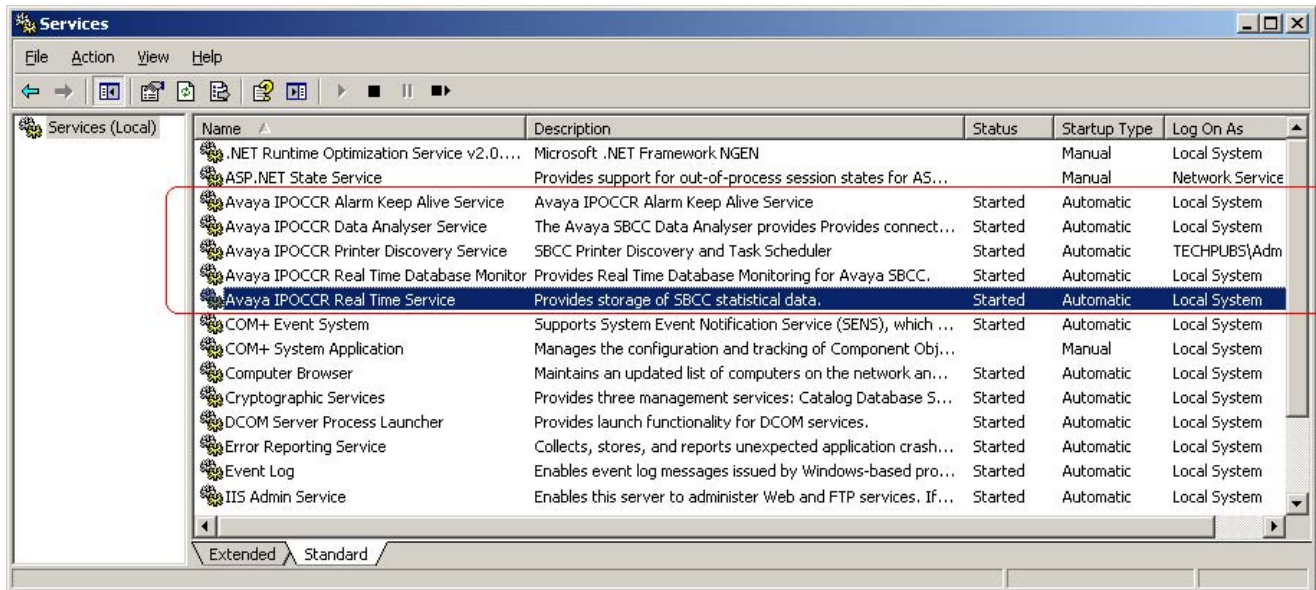 Services
File Action View Help
Services (Local)
Name Description Status Startup Type Log On As
.NET Runtime Optimization Service v2.0.... Microsoft .NET Framework NGEN Manual Local System
ASP.NET State Service Provides support for out-of-process session states for AS... Manual Network Service
Avaya IPOCCR Alarm Keep Alive Service Avaya IPOCCR Alarm Keep Alive Service Started Automatic Local System
Avaya IPOCCR Data Analyser Service The Avaya SBCC Data Analyser provides Provides connect... Started Automatic Local System
Avaya IPOCCR Printer Discovery Service SBCC Printer Discovery and Task Scheduler Started Automatic TECHPUBS\Adm
Avaya IPOCCR Real Time Database Monitor Provides Real Time Database Monitoring for Avaya SBCC. Started Automatic Local System
Avaya IPOCCR Real Time Service Provides storage of SBCC statistical data. Started Automatic Local System
COM+ Event System Supports System Event Notification Service (SENS), which ... Started Automatic Local System
COM+ System Application Manages the configuration and tracking of Component Obj... Manual Local System
Computer Browser Maintains an updated list of computers on the network an... Started Automatic Local System
Cryptographic Services Provides three management services: Catalog Database S... Started Automatic Local System
DCOM Server Process Launcher Provides launch functionality for DCOM services. Started Automatic Local System
Error Reporting Service Collects, stores, and reports unexpected application crash... Started Automatic Local System
Event Log Enables event log messages issued by Windows-based pro... Started Automatic Local System
IIS Admin Service Enables this server to administer Web and FTP services. If... Started Automatic Local System
Extended Standard